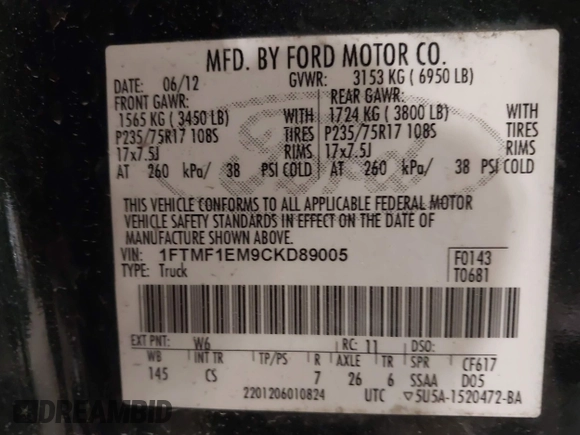 MFD. BY FORD MOTOR CO.
DATE: 06/12 GVWR: 3153 KG ( 6950 LB)
FRONT GAWR: REAR GAWR:
1565 KG ( 3450 LB) 1724 KG ( 3800 LB) WITH
P235/75R17 108S TIRES P235/75R17 108S TIRES
17x7.5J RIMS 17x7.5J RIMS
AT 260 kPa/ 38 PSI COLD AT 260 kPa/ 38 PSI COLD
Ford
THIS VEHICLE CONFORMS TO ALL APPLICABLE FEDERAL MOTOR
VEHICLE SAFETY STANDARDS IN EFFECT ON THE DATE OF
MANUFACTURE SHOWN ABOVE.
VIN: 1FTMF1EM9CKD89005 F0143
TYPE: Truck T0681
EXT PNT: W6 RC: 11 DSO:
WB INT TR TP/PS R AXLE TR SPR CF617
145 CS 7 26 6 SSAA D05
2201206010824 UTC ▽5U5A-1520472-BA
DREAMBID